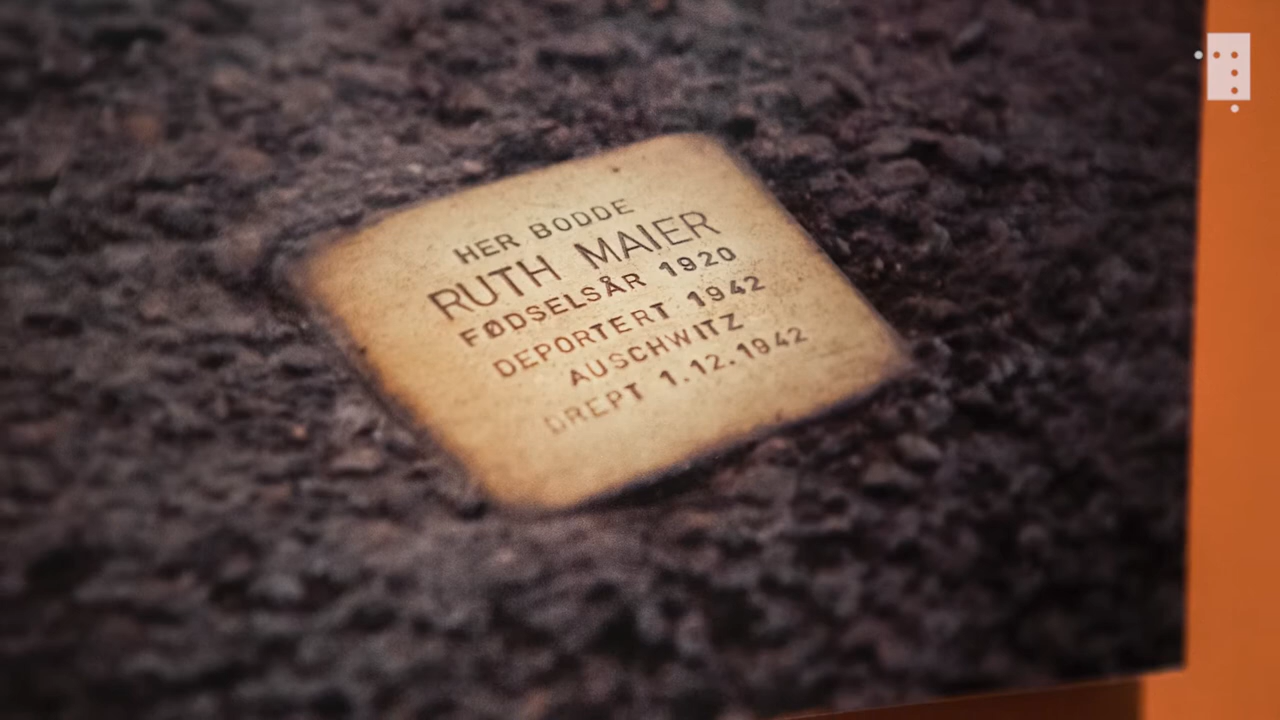 HER BODDE
RUTH MAIER
FØDSELSÅR 1920
DEPORTERT 1942
AUSCHWITZ
DREPT 1.12.1942